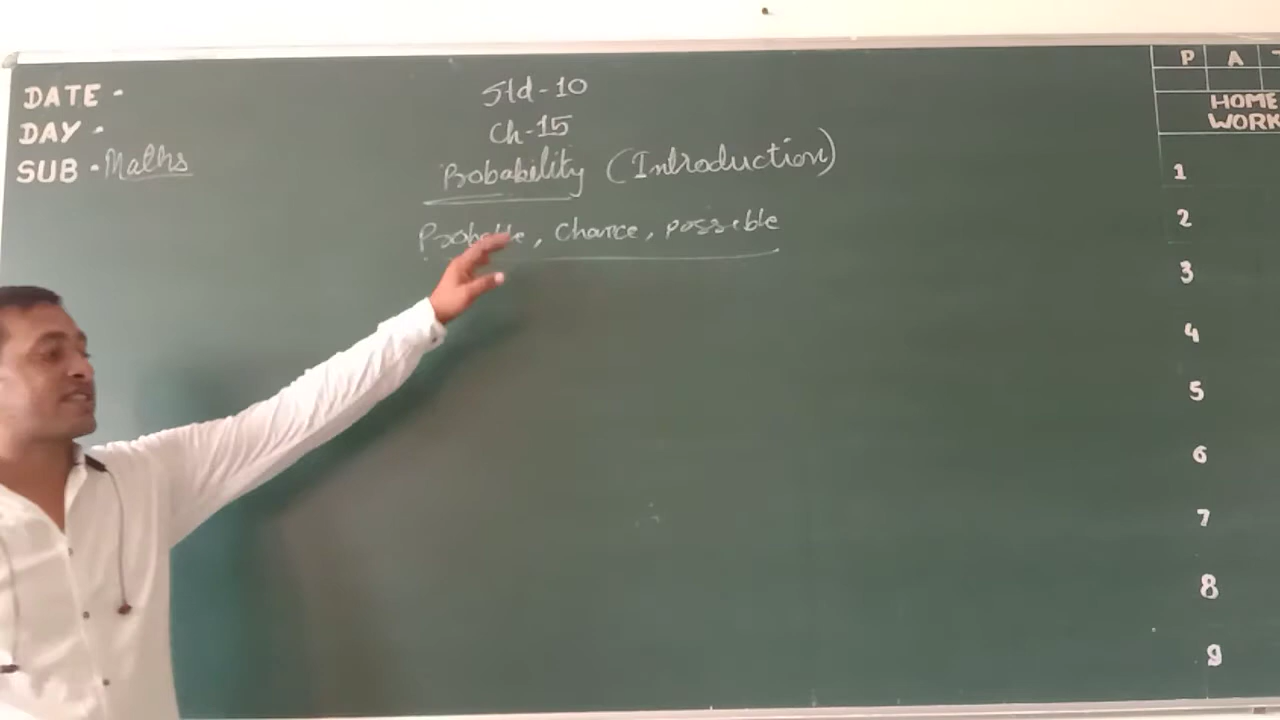 DATE -
DAY -
SUB - Maths
Std-10
Ch-15
Probability (Introduction)
Probable, Chance, possible
P A
HOME
WORK
1
2
3
4
5
6
7
8
9